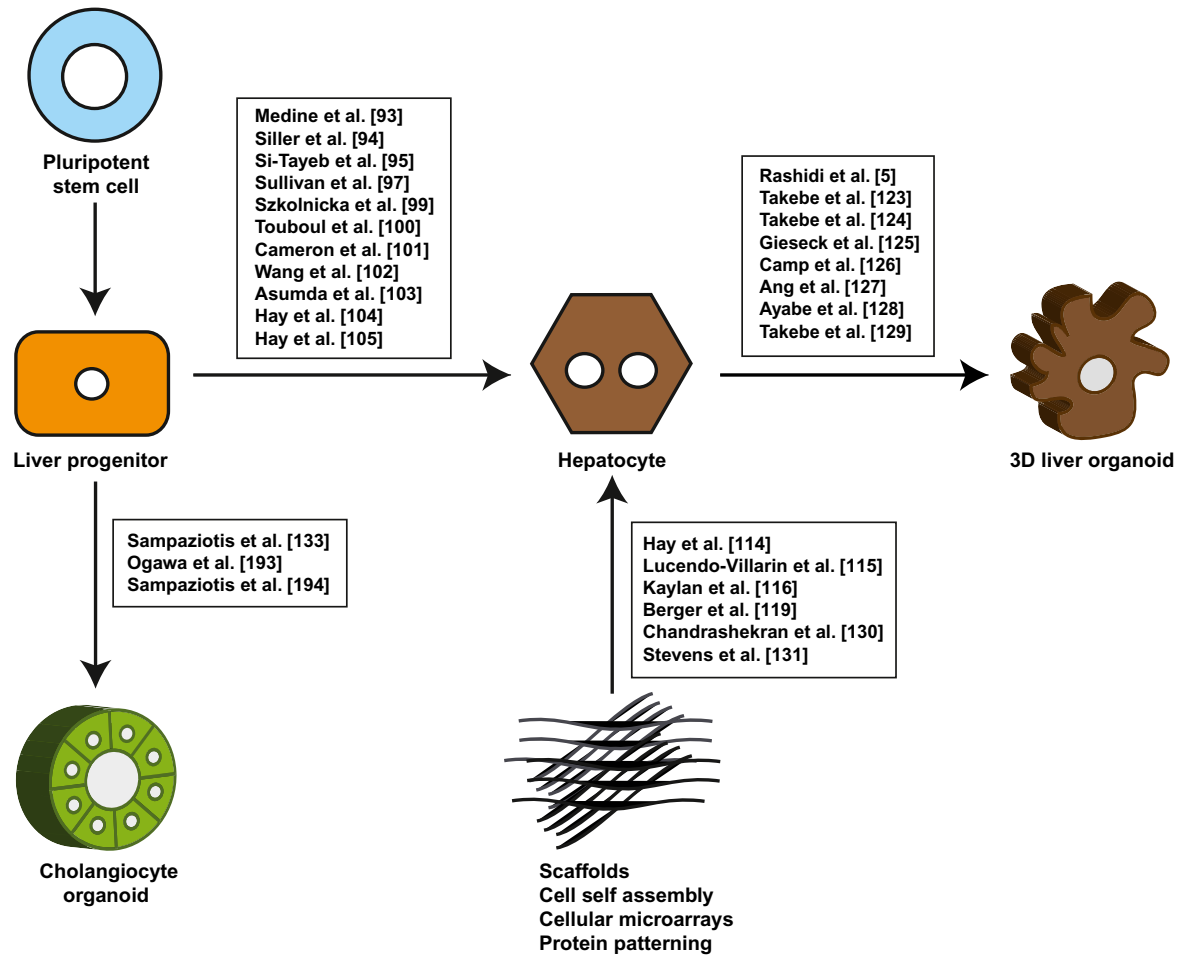 Pluripotent
stem cell
Medine et al. [93]
Siller et al. [94]
Si-Tayeb et al. [95]
Sullivan et al. [97]
Szkolnicka et al. [99]
Touboul et al. [100]
Cameron et al. [101]
Wang et al. [102]
Asumda et al. [103]
Hay et al. [104]
Hay et al. [105]
Rashidi et al. [5]
Takebe et al. [123]
Takebe et al. [124]
Gieseck et al. [125]
Camp et al. [126]
Ang et al. [127]
Ayabe et al. [128]
Takebe et al. [129]
Liver progenitor
Hepatocyte
3D liver organoid
Sampaziotis et al. [133]
Ogawa et al. [193]
Sampaziotis et al. [194]
Hay et al. [114]
Lucendo-Villarin et al. [115]
Kaylan et al. [116]
Berger et al. [119]
Chandrashekran et al. [130]
Stevens et al. [131]
Cholangiocyte
organoid
Scaffolds
Cell self assembly
Cellular microarrays
Protein patterning